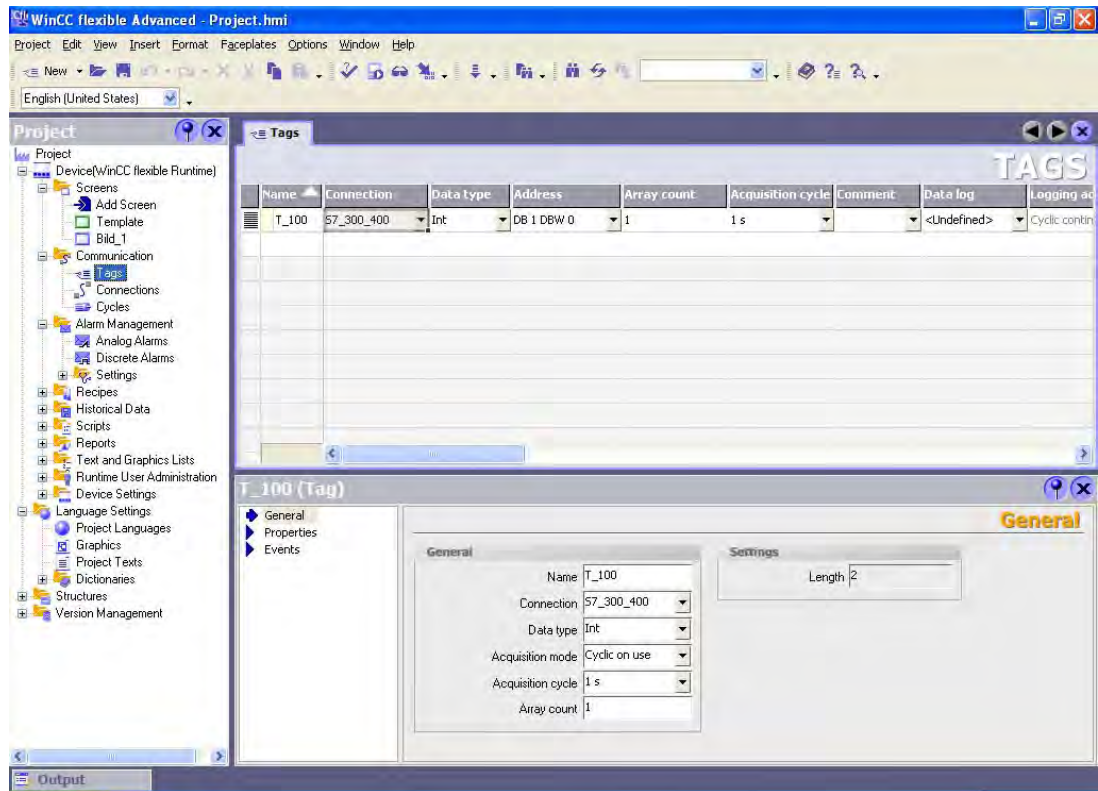 WinCC flexible Advanced - Project.hmi
Project Edit View Insert Format Faceplates Options Window Help
New
English (United States)
Project
Project
Device(WinCC flexible Runtime)
Screens
Add Screen
Template
Bild_1
Communication
Tags
Connections
Cycles
Alarm Management
Analog Alarms
Discrete Alarms
Settings
Recipes
Historical Data
Scripts
Reports
Text and Graphics Lists
Runtime User Administration
Device Settings
Language Settings
Project Languages
Graphics
Project Texts
Dictionaries
Structures
Version Management
Tags
TAGS
Name Connection Data type Address Array count Acquisition cycle Comment Data log Logging ac
T_100 S7_300_400 Int DB 1 DBW 0 1 1 s <Undefined> Cyclic contin
T_100 (Tag)
General
Properties
Events
General
General
Name T_100
Connection S7_300_400
Data type Int
Acquisition mode Cyclic on use
Acquisition cycle 1 s
Array count 1
Settings
Length 2
Output